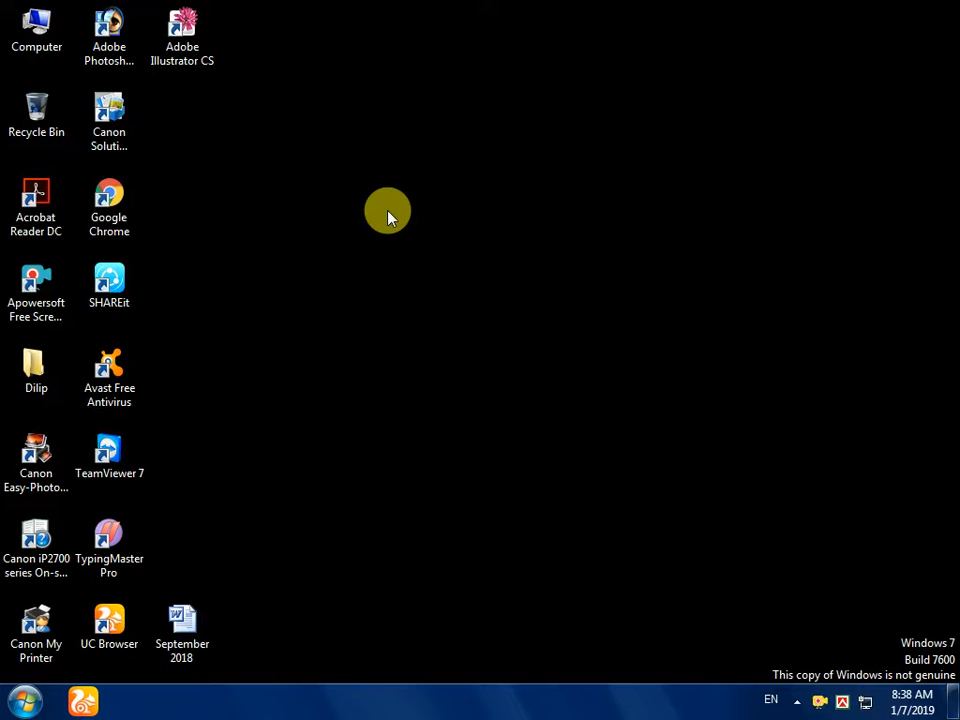 Computer
Adobe
Photosh...
Adobe
Illustrator CS
Recycle Bin
Canon
Soluti...
Acrobat
Reader DC
Google
Chrome
Apowersoft
Free Scre...
SHAREit
Dilip
Avast Free
Antivirus
Canon
Easy-Photo...
TeamViewer 7
Canon iP2700
series On-s...
TypingMaster
Pro
Canon My
Printer
UC Browser
September
2018
Windows 7
Build 7600
This copy of Windows is not genuine
EN
8:38 AM
1/7/2019